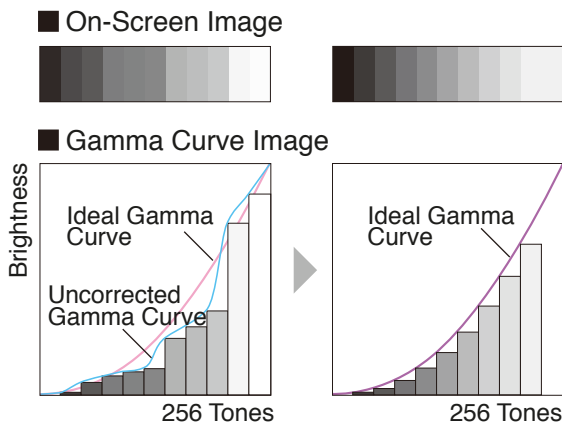 On-Screen Image
Gamma Curve Image
Brightness
Ideal Gamma
Curve
Uncorrected
Gamma Curve
256 Tones
Ideal Gamma
Curve
256 Tones